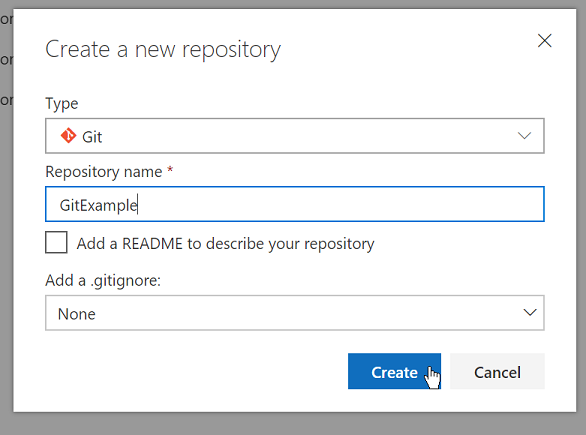 or
Create a new repository
or
or
Type
Git
Repository name *
GitExample
Add a README to describe your repository
Add a .gitignore:
None
Create
Cancel